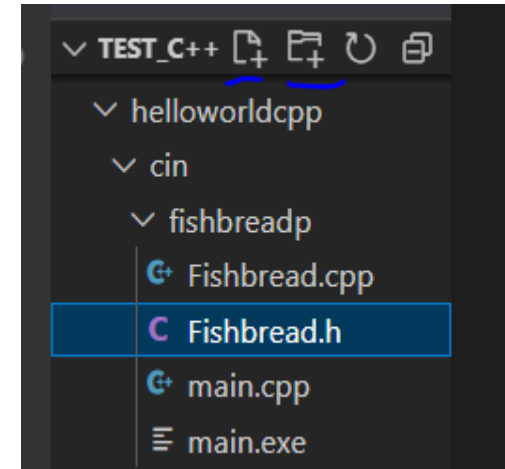 TEST_C++
helloworldcpp
cin
fishbreadp
C++ Fishbread.cpp
C Fishbread.h
C++ main.cpp
main.exe